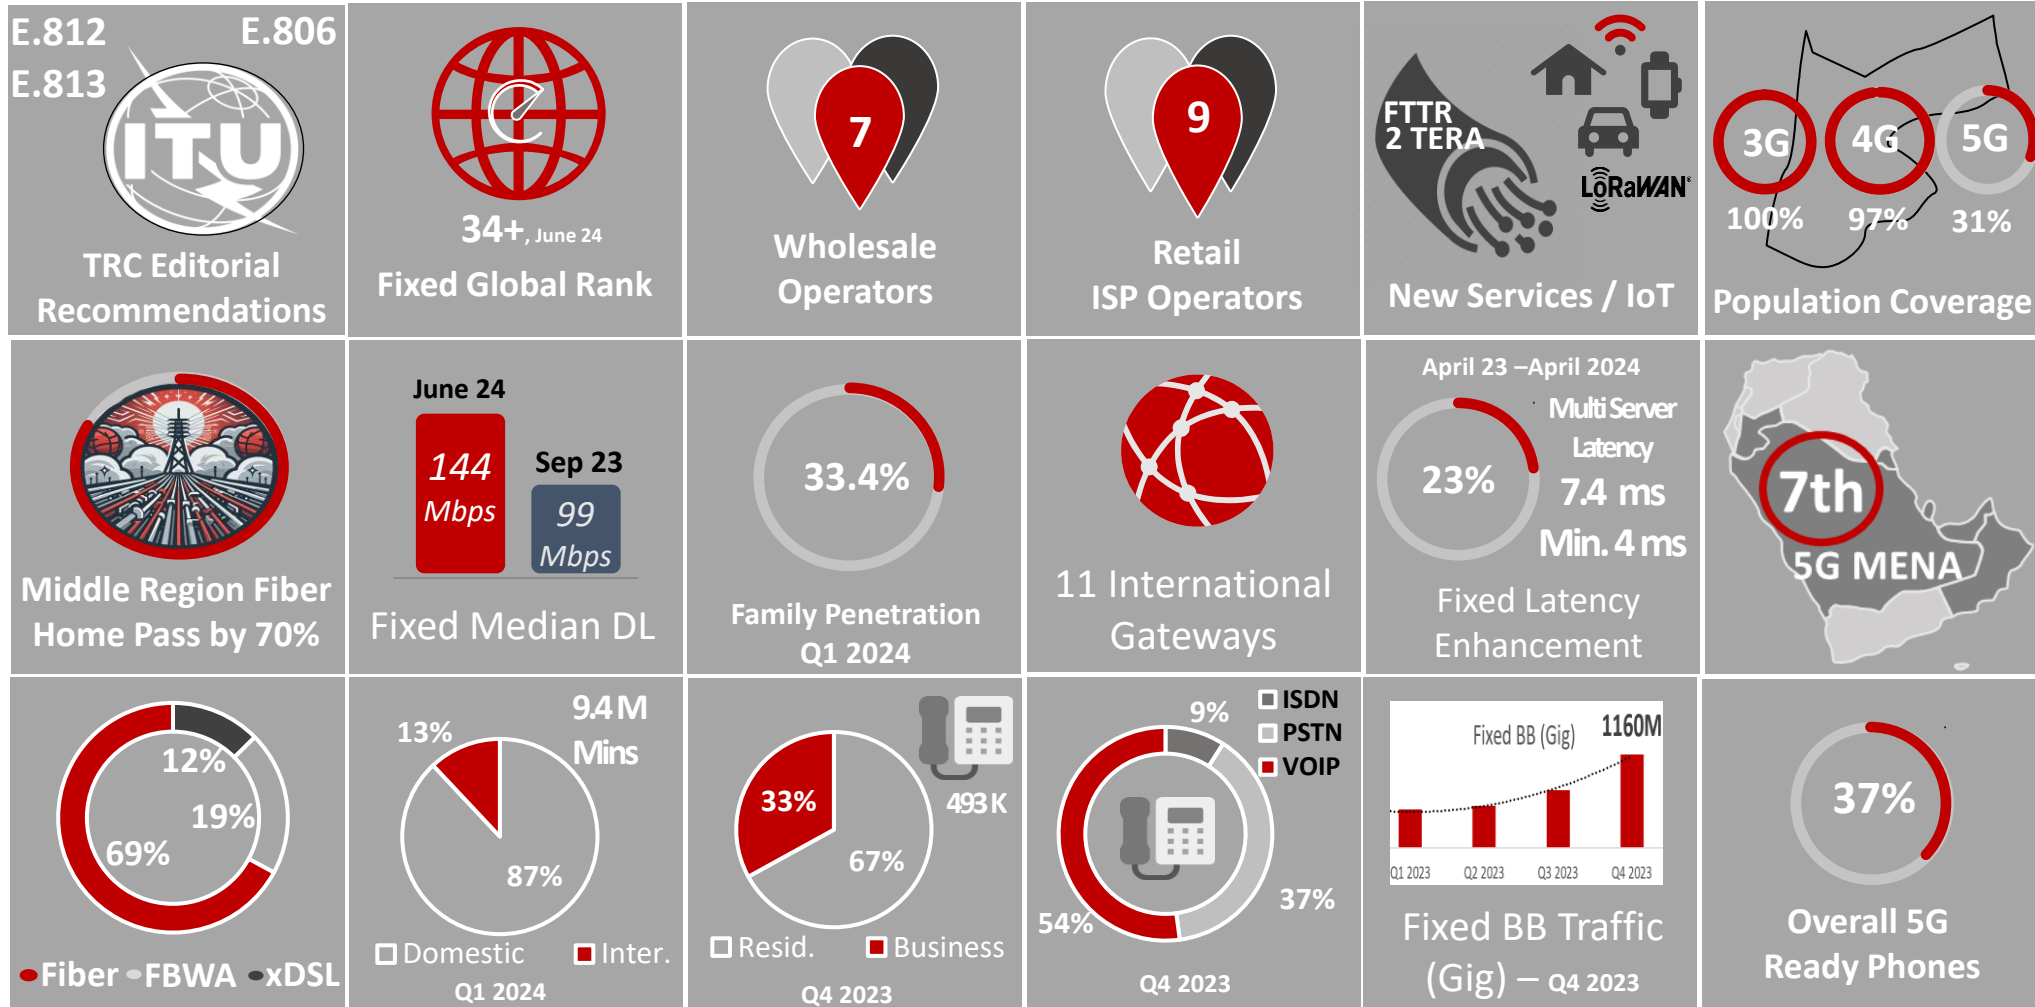 E.812
E.806
E.813
ITU
TRC Editorial
Recommendations
34+, June 24
Fixed Global Rank
7
Wholesale
Operators
9
Retail
ISP Operators
FTTR
2 TERA
LoRaWAN®
New Services / IoT
3G
4G
5G
100%
97%
31%
Population Coverage
Middle Region Fiber
Home Pass by 70%
June 24
144
Mbps
Sep 23
99
Mbps
Fixed Median DL
33.4%
Family Penetration
Q1 2024
11 International
Gateways
April 23 –April 2024
23%
Multi Server
Latency
7.4 ms
Min. 4 ms
Fixed Latency
Enhancement
7th
5G MENA
12%
19%
69%
Fiber
FBWA
xDSL
9.4 M
Mins
13%
87%
Domestic
Inter.
Q1 2024
493 K
33%
67%
Resid.
Business
Q4 2023
ISDN
PSTN
VOIP
9%
37%
54%
Q4 2023
Fixed BB (Gig)
1160M
Q1 2023
Q2 2023
Q3 2023
Q4 2023
Fixed BB Traffic
(Gig) – Q4 2023
37%
Overall 5G
Ready Phones